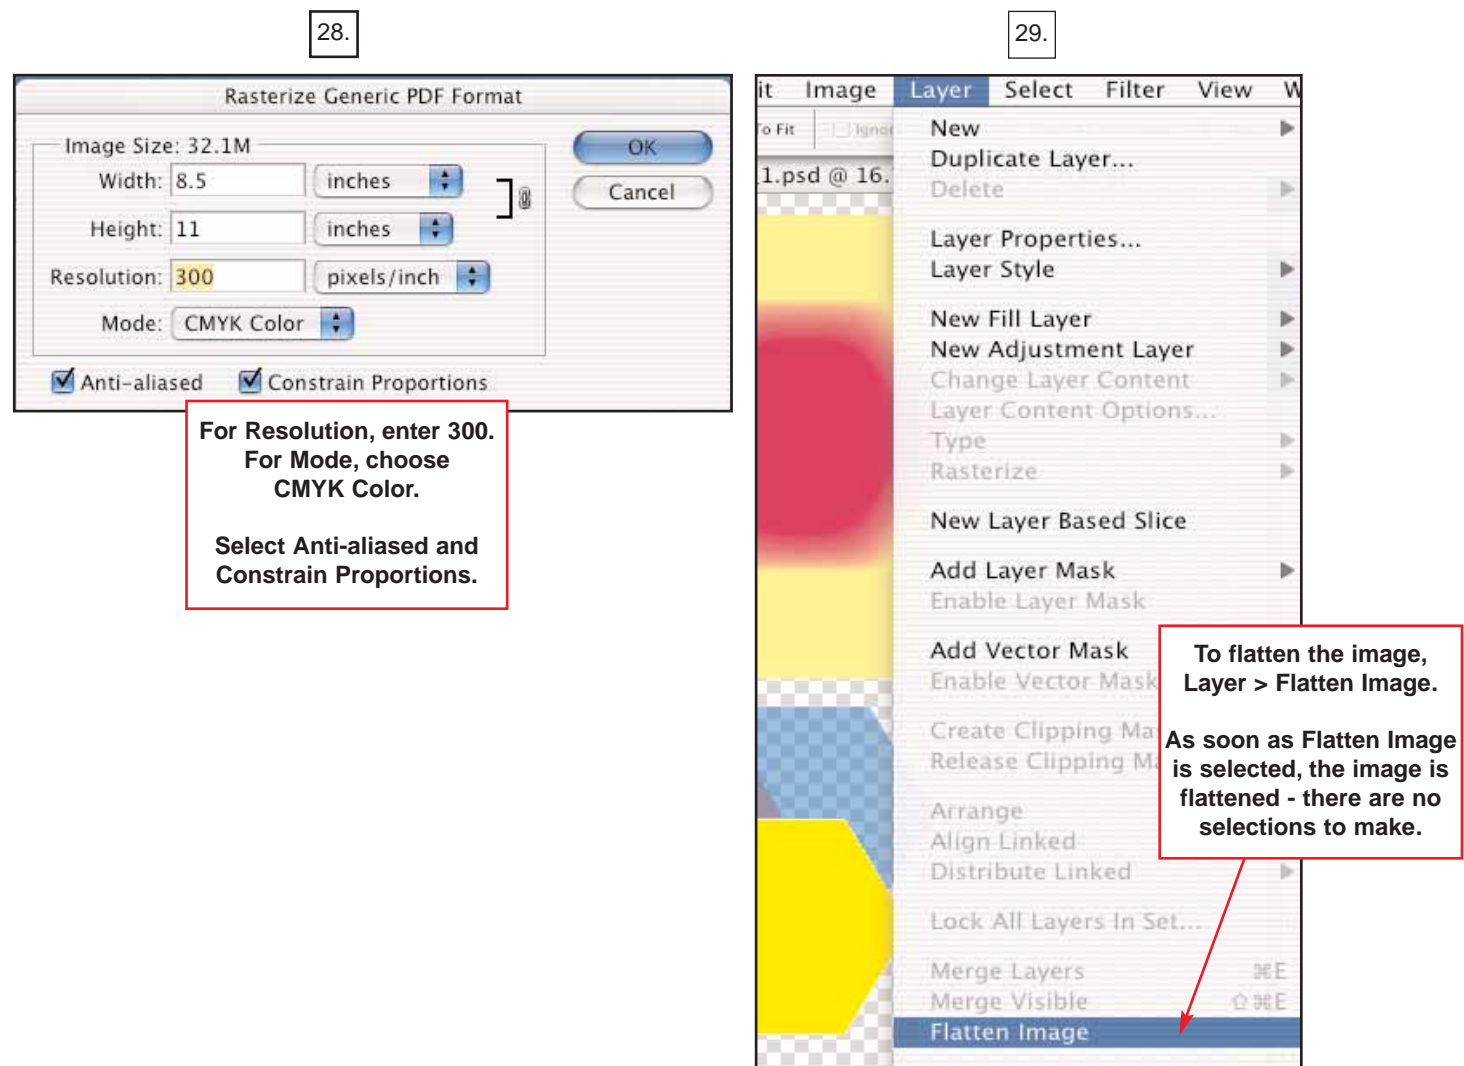 28.
Rasterize Generic PDF Format
Image Size: 32.1M
Width: 8.5 inches
Height: 11 inches
Resolution: 300 pixels/inch
Mode: CMYK Color
Anti-aliased Constrain Proportions
OK
Cancel
For Resolution, enter 300.
For Mode, choose
CMYK Color.
Select Anti-aliased and
Constrain Proportions.
29.
it Image Layer Select Filter View W
To Fit Ignor
1.psd @ 16.
New
Duplicate Layer...
Delete
Layer Properties...
Layer Style
New Fill Layer
New Adjustment Layer
Change Layer Content
Layer Content Options...
Type
Rasterize
New Layer Based Slice
Add Layer Mask
Enable Layer Mask
Add Vector Mask
Enable Vector Mask
Create Clipping Ma
Release Clipping M
Arrange
Align Linked
Distribute Linked
Lock All Layers In Set...
Merge Layers ⌘E
Merge Visible ⇧⌘E
Flatten Image
To flatten the image,
Layer > Flatten Image.
As soon as Flatten Image
is selected, the image is
flattened - there are no
selections to make.